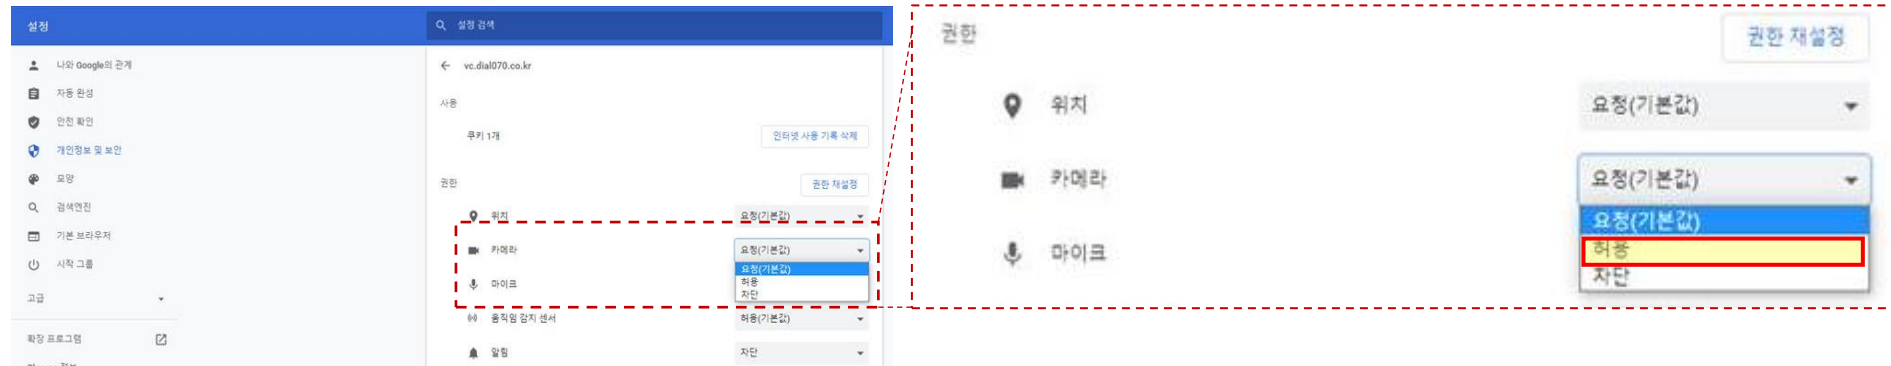 설정
설정 검색
나와 Google의 관계
자동 완성
안전 확인
개인정보 및 보안
모양
검색엔진
기본 브라우저
시작 그룹
고급
확장 프로그램
vc.dial070.co.kr
사용
쿠키 1개
인터넷 사용 기록 삭제
권한
권한 재설정
위치
요청(기본값)
카메라
요청(기본값)
요청(기본값)
허용
차단
마이크
움직임 감지 센서
허용(기본값)
알림
차단
권한
권한 재설정
위치
요청(기본값)
카메라
요청(기본값)
요청(기본값)
허용
차단
마이크